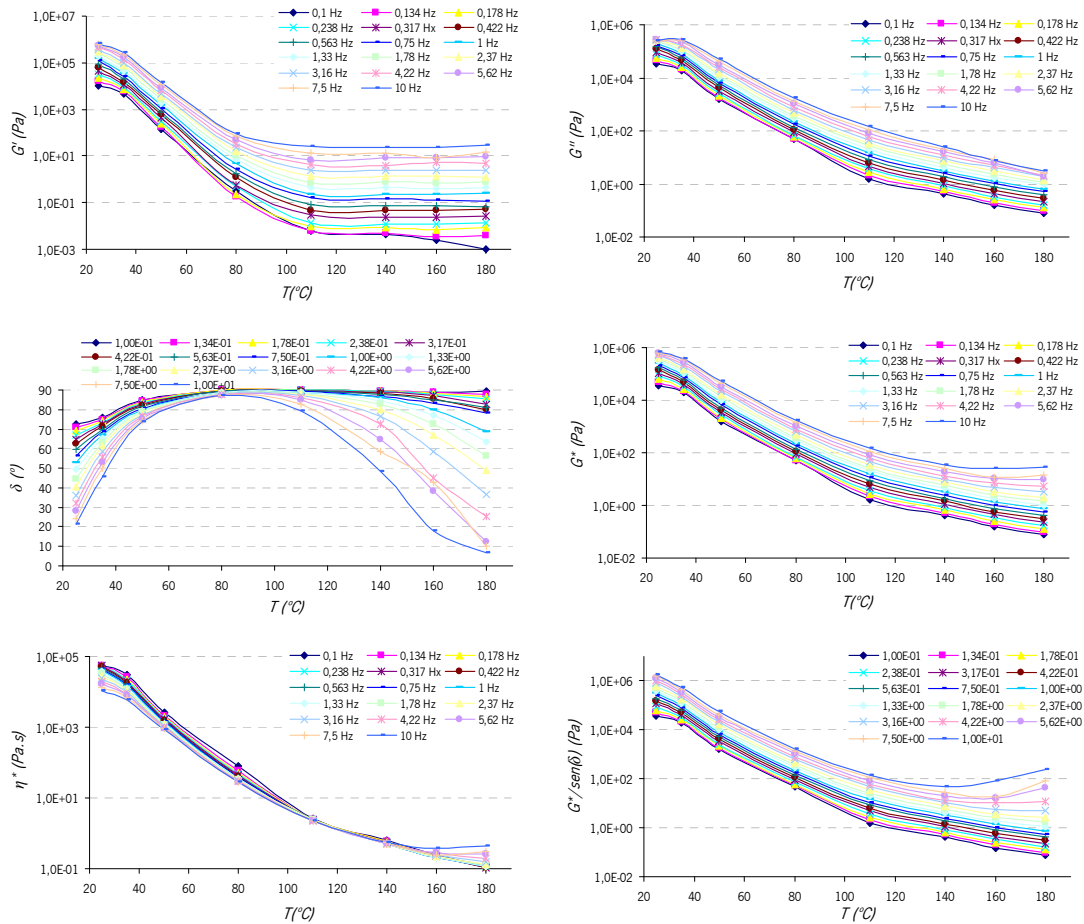 0,1 Hz 0,134 Hz 0,178 Hz
0,238 Hz 0,317 Hx 0,422 Hz
0,563 Hz 0,75 Hz 1 Hz
1,33 Hz 1,78 Hz 2,37 Hz
3,16 Hz 4,22 Hz 5,62 Hz
7,5 Hz 10 Hz
1,0E+07
1,0E+05
1,0E+03
1,0E+01
1,0E-01
1,0E-03
G' (Pa)
20 40 60 80 100 120 140 160 180
T(°C)
0,1 Hz 0,134 Hz 0,178 Hz
0,238 Hz 0,317 Hx 0,422 Hz
0,563 Hz 0,75 Hz 1 Hz
1,33 Hz 1,78 Hz 2,37 Hz
3,16 Hz 4,22 Hz 5,62 Hz
7,5 Hz 10 Hz
1,0E+06
1,0E+04
1,0E+02
1,0E+00
1,0E-02
G'' (Pa)
20 40 60 80 100 120 140 160 180
T(°C)
1,00E-01 1,34E-01 1,78E-01 2,38E-01 3,17E-01
4,22E-01 5,63E-01 7,50E-01 1,00E+00 1,33E+00
1,78E+00 2,37E+00 3,16E+00 4,22E+00 5,62E+00
7,50E+00 1,00E+01
90
80
70
60
50
40
30
20
10
0
δ (°)
20 40 60 80 100 120 140 160 180
T (°C)
0,1 Hz 0,134 Hz 0,178 Hz
0,238 Hz 0,317 Hx 0,422 Hz
0,563 Hz 0,75 Hz 1 Hz
1,33 Hz 1,78 Hz 2,37 Hz
3,16 Hz 4,22 Hz 5,62 Hz
7,5 Hz 10 Hz
1,0E+06
1,0E+04
1,0E+02
1,0E+00
1,0E-02
G* (Pa)
20 40 60 80 100 120 140 160 180
T(°C)
0,1 Hz 0,134 Hz 0,178 Hz
0,238 Hz 0,317 Hx 0,422 Hz
0,563 Hz 0,75 Hz 1 Hz
1,33 Hz 1,78 Hz 2,37 Hz
3,16 Hz 4,22 Hz 5,62 Hz
7,5 Hz 10 Hz
1,0E+05
1,0E+03
1,0E+01
1,0E-01
η* (Pa.s)
20 40 60 80 100 120 140 160 180
T(°C)
1,00E-01 1,34E-01 1,78E-01
2,38E-01 3,17E-01 4,22E-01
5,63E-01 7,50E-01 1,00E+00
1,33E+00 1,78E+00 2,37E+00
3,16E+00 4,22E+00 5,62E+00
7,50E+00 1,00E+01
1,0E+06
1,0E+04
1,0E+02
1,0E+00
1,0E-02
G*/sen(δ) (Pa)
20 40 60 80 100 120 140 160 180
T (°C)